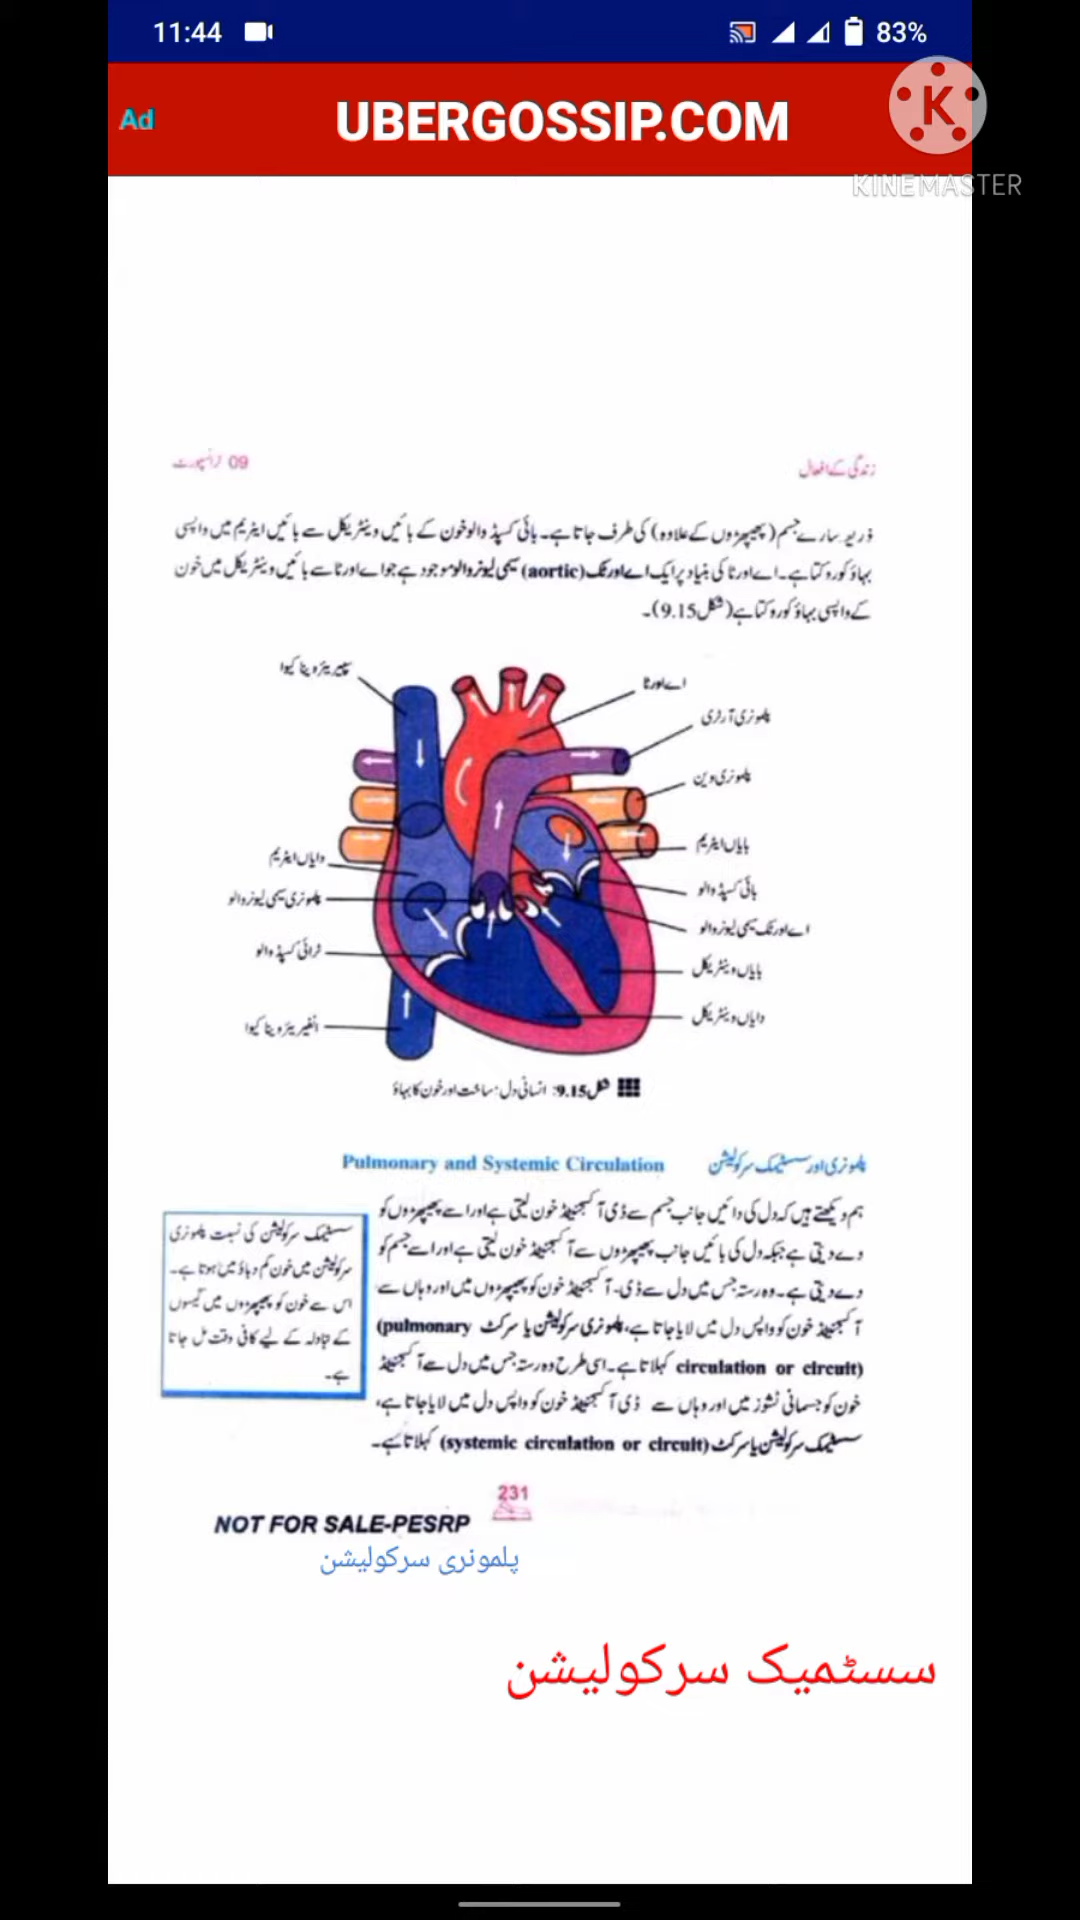 11:44
83%
Ad
UBERGOSSIP.COM
K
KINEMASTER
زندگی کے افعال
09 ٹرانسپورٹ
ذریعہ سارے جسم (پھیپھڑوں کے علاوہ) کی طرف جاتا ہے۔ بائی کسپڈ والو خون کے بائیں وینٹریکل سے بائیں ایٹریم میں واپسی
بہاؤ کو روکتا ہے۔ اے اورٹا کی بنیاد پر ایک اے اورٹک (aortic) سیمی لیونر والو موجود ہے جو اے اورٹا سے بائیں وینٹریکل میں خون
کے واپسی بہاؤ کو روکتا ہے (شکل 9.15)۔
سپیریئر وینا کیوا
اے اورٹا
پلمونری آرٹری
پلمونری وین
بایاں ایٹریم
دایاں ایٹریم
بائی کسپڈ والو
پلمونری سیمی لیونر والو
اے اورٹک سیمی لیونر والو
ٹرائی کسپڈ والو
بایاں وینٹریکل
دایاں وینٹریکل
انفیریئر وینا کیوا
شکل 9.15: انسانی دل: ساخت اور خون کا بہاؤ
پلمونری اور سسٹیمک سرکولیشن Pulmonary and Systemic Circulation
ہم دیکھتے ہیں کہ دل کی دائیں جانب جسم سے ڈی آکسیجنیٹڈ خون لیتی ہے اور اسے پھیپھڑوں کو
دے دیتی ہے جبکہ دل کی بائیں جانب پھیپھڑوں سے آکسیجنیٹڈ خون لیتی ہے اور اسے جسم کو
دے دیتی ہے۔ وہ رستہ جس میں دل سے ڈی۔آکسیجنیٹڈ خون کو پھیپھڑوں میں اور وہاں سے
آکسیجنیٹڈ خون کو واپس دل میں لایا جاتا ہے، پلمونری سرکولیشن یا سرکٹ (pulmonary
circulation or circuit) کہلاتا ہے۔ اسی طرح وہ رستہ جس میں دل سے آکسیجنیٹڈ
خون کو جسمانی ٹشوز میں اور وہاں سے ڈی آکسیجنیٹڈ خون کو واپس دل میں لایا جاتا ہے،
سسٹیمک سرکولیشن یا سرکٹ (systemic circulation or circuit) کہلاتا ہے۔
سسٹیمک سرکولیشن کی نسبت پلمونری
سرکولیشن میں خون کم دباؤ میں ہوتا ہے۔
اس سے خون کو پھیپھڑوں میں گیسوں
کے تبادلہ کے لیے کافی وقت مل جاتا
ہے۔
231
NOT FOR SALE-PESRP
پلمونری سرکولیشن
سسٹمیک سرکولیشن